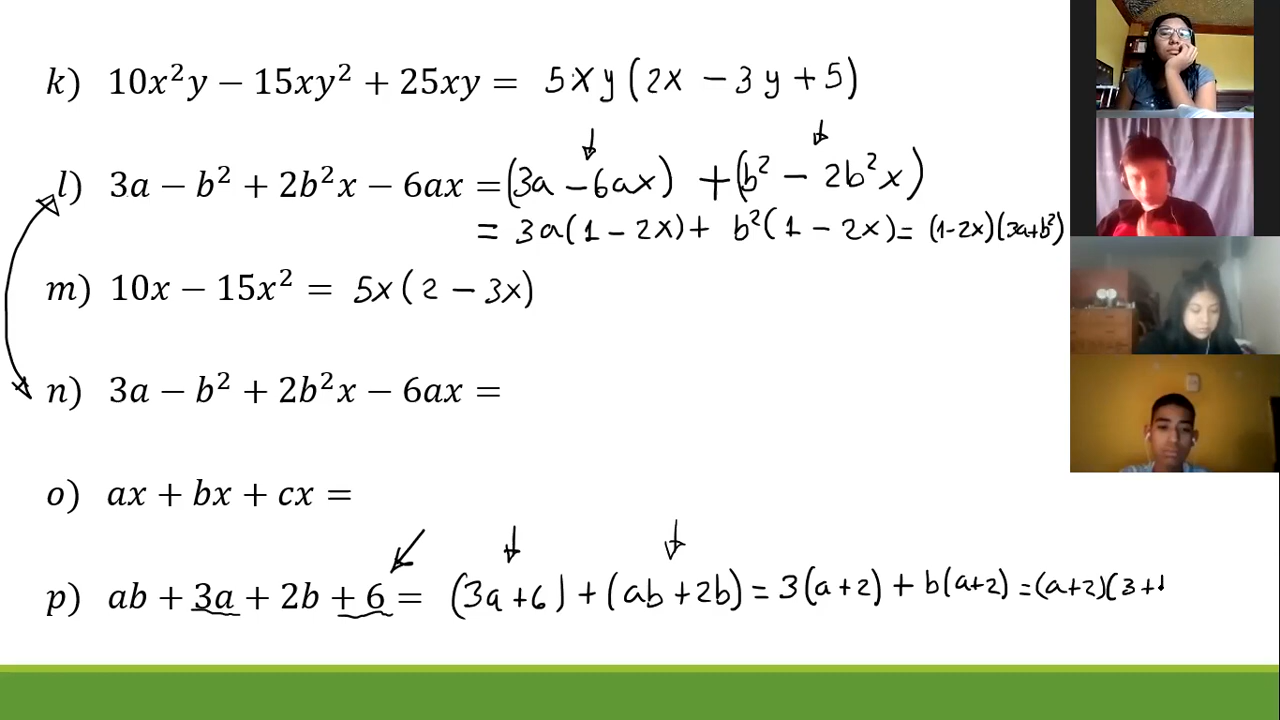 k) 10x²y − 15xy² + 25xy = 5xy(2x − 3y + 5)
l) 3a − b² + 2b²x − 6ax = (3a − 6ax) + (b² − 2b²x)
= 3a(1 − 2x) + b²(1 − 2x) = (1-2x)(3a+b²)
m) 10x − 15x² = 5x(2 − 3x)
n) 3a − b² + 2b²x − 6ax =
o) ax + bx + cx =
p) ab + 3a + 2b + 6 = (3a+6) + (ab + 2b) = 3(a+2) + b(a+2) = (a+2)(3+